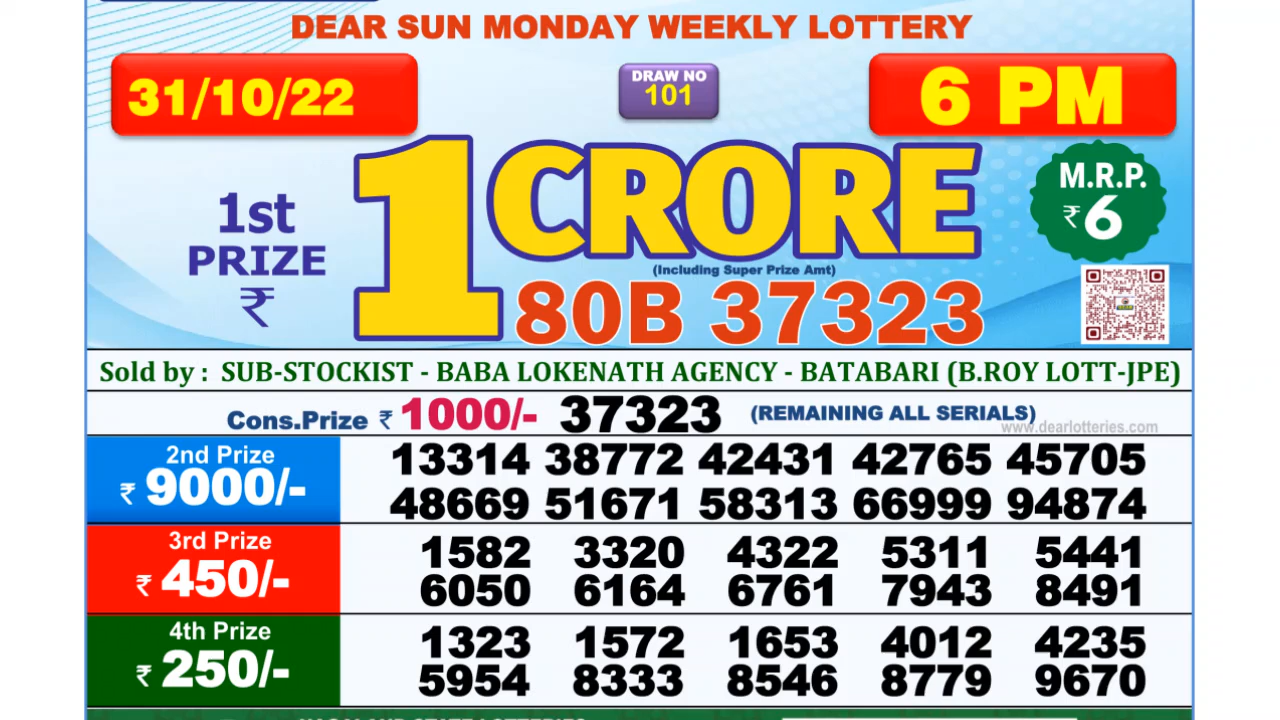 DEAR SUN MONDAY WEEKLY LOTTERY
31/10/22
DRAW NO
101
6 PM
1st
PRIZE
₹
1 CRORE
(Including Super Prize Amt)
80B 37323
M.R.P.
₹6
Sold by : SUB-STOCKIST - BABA LOKENATH AGENCY - BATABARI (B.ROY LOTT-JPE)
Cons.Prize ₹ 1000/- 37323 (REMAINING ALL SERIALS)
www.dearlotteries.com
2nd Prize
₹ 9000/-
13314 38772 42431 42765 45705
48669 51671 58313 66999 94874
3rd Prize
₹ 450/-
1582 3320 4322 5311 5441
6050 6164 6761 7943 8491
4th Prize
₹ 250/-
1323 1572 1653 4012 4235
5954 8333 8546 8779 9670